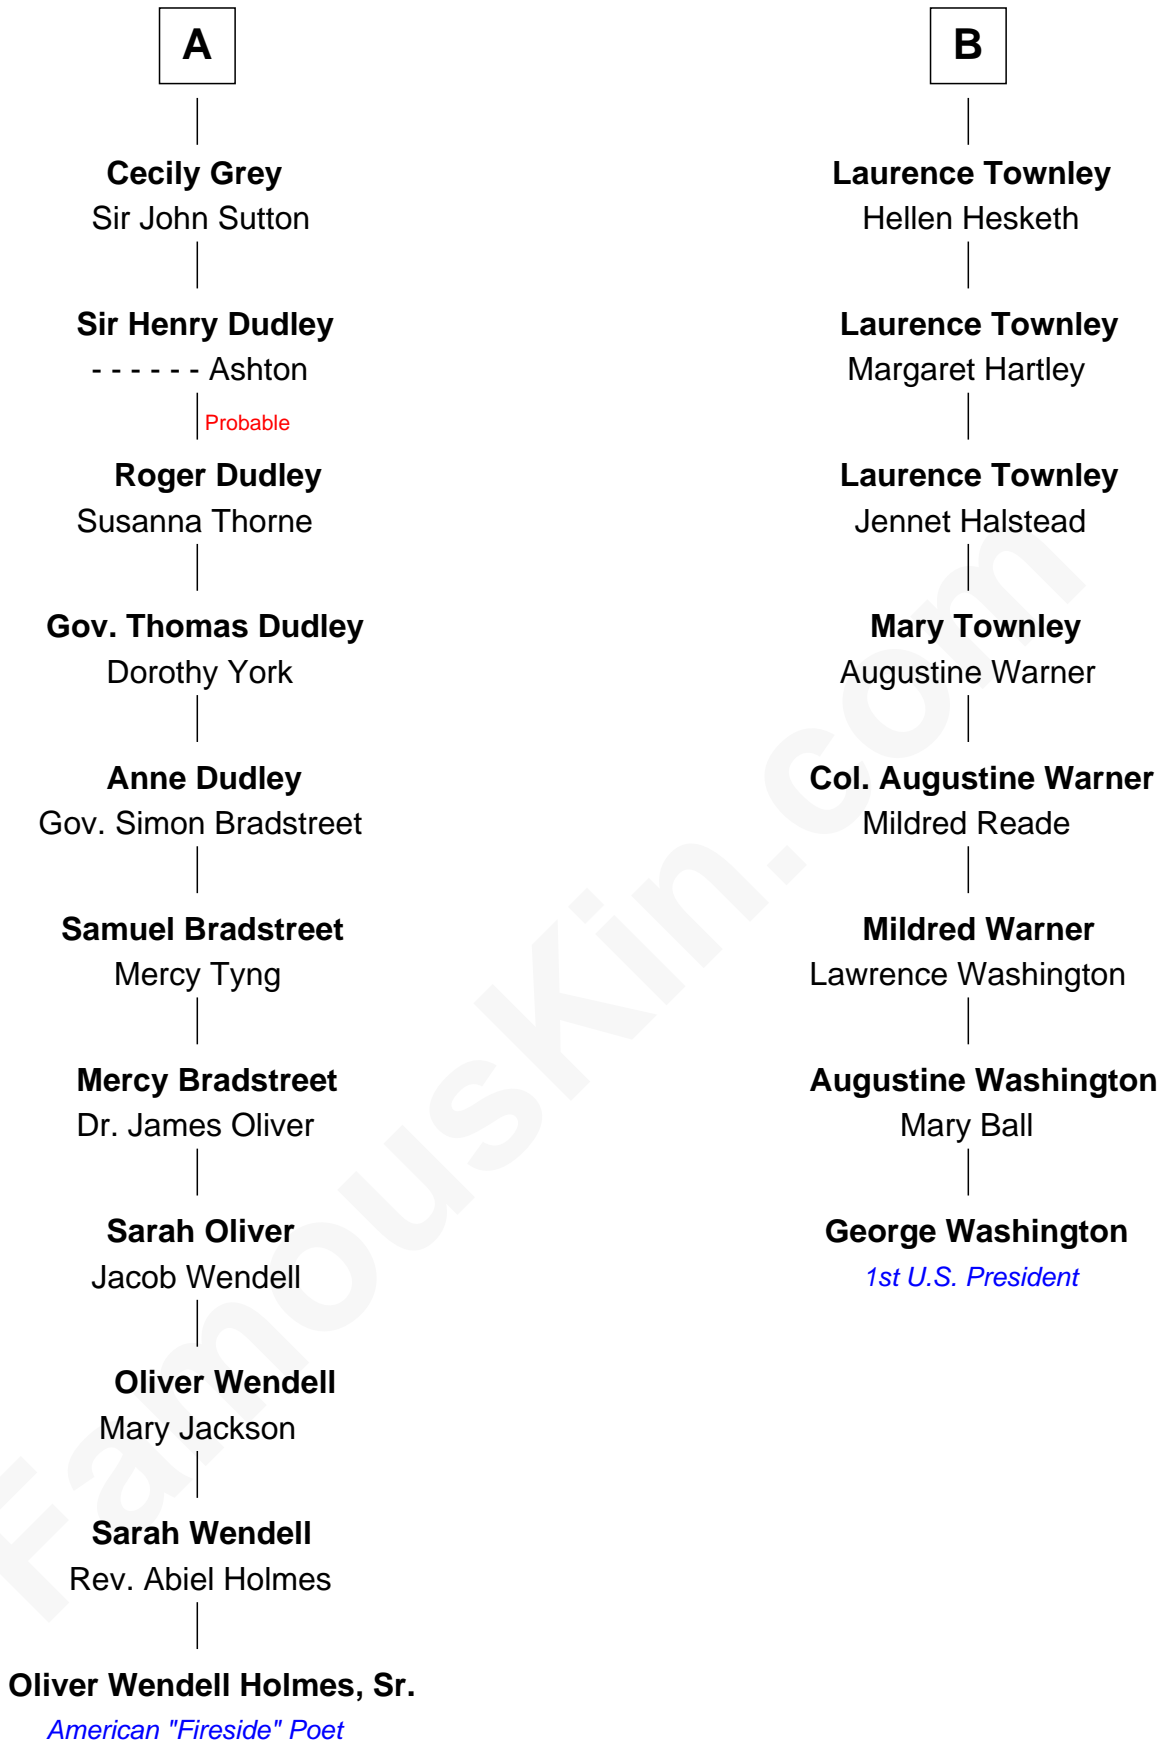 A
Cecily Grey
Sir John Sutton
Sir Henry Dudley
- - - - - - Ashton
Probable
Roger Dudley
Susanna Thorne
Gov. Thomas Dudley
Dorothy York
Anne Dudley
Gov. Simon Bradstreet
Samuel Bradstreet
Mercy Tyng
Mercy Bradstreet
Dr. James Oliver
Sarah Oliver
Jacob Wendell
Oliver Wendell
Mary Jackson
Sarah Wendell
Rev. Abiel Holmes
Oliver Wendell Holmes, Sr.
American "Fireside" Poet
B
Laurence Townley
Hellen Hesketh
Laurence Townley
Margaret Hartley
Laurence Townley
Jennet Halstead
Mary Townley
Augustine Warner
Col. Augustine Warner
Mildred Reade
Mildred Warner
Lawrence Washington
Augustine Washington
Mary Ball
George Washington
1st U.S. President
FamousKin.com